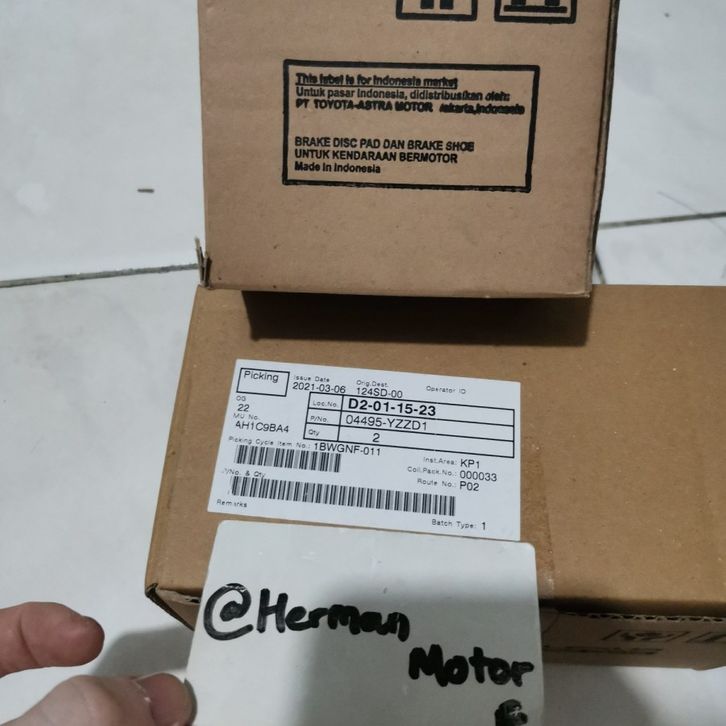 This label is for Indonesia market
Untuk pasar Indonesia, didistribusikan oleh:
PT TOYOTA-ASTRA MOTOR Jakarta,Indonesia
BRAKE DISC PAD DAN BRAKE SHOE
UNTUK KENDARAAN BERMOTOR
Made in Indonesia
Picking
Issue Date
2021-03-06
Orig.Dest.
124SD-00
Operator ID
OG
22
Loc.No. D2-01-15-23
P/No. 04495-YZZD1
Qty 2
MU No.
AH1C9BA4
Picking Cycle Item No.: 1BWGNF-011
Inst.Area: KP1
Coll.Pack.No.: 000033
Route No.: P02
No. & Qty
Remarks
Batch Type: 1
@Herman
Motor